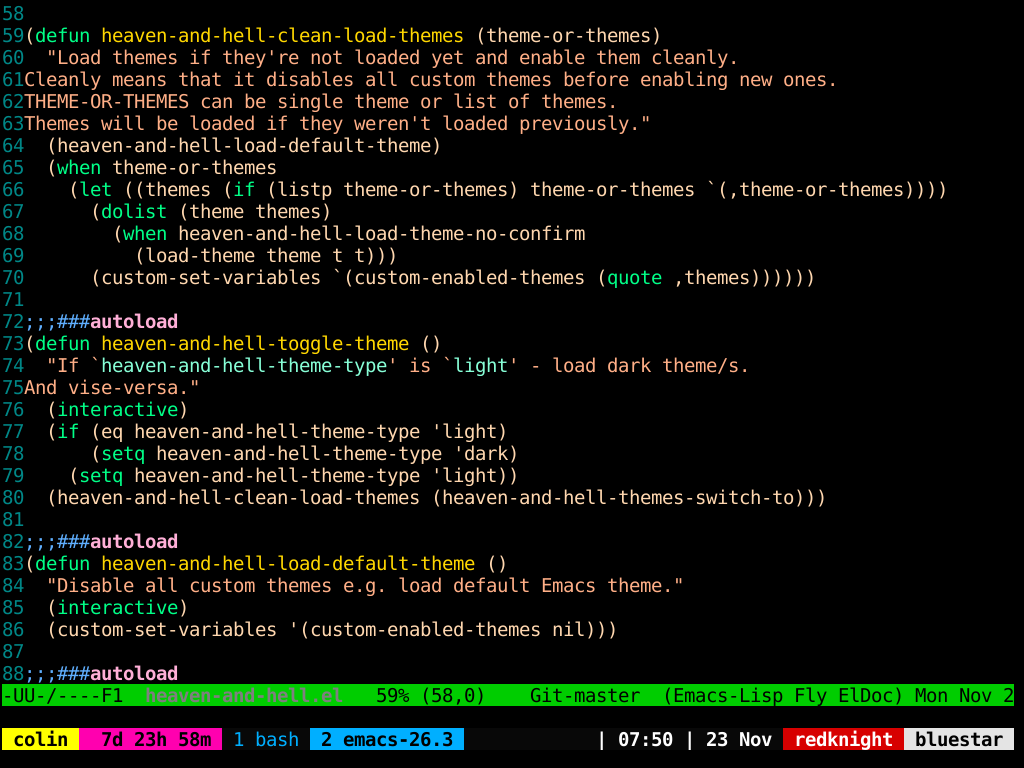 58
59(defun heaven-and-hell-clean-load-themes (theme-or-themes)
60  "Load themes if they're not loaded yet and enable them cleanly.
61Cleanly means that it disables all custom themes before enabling new ones.
62THEME-OR-THEMES can be single theme or list of themes.
63Themes will be loaded if they weren't loaded previously."
64  (heaven-and-hell-load-default-theme)
65  (when theme-or-themes
66    (let ((themes (if (listp theme-or-themes) theme-or-themes `(,theme-or-themes))))
67      (dolist (theme themes)
68        (when heaven-and-hell-load-theme-no-confirm
69          (load-theme theme t t)))
70      (custom-set-variables `(custom-enabled-themes (quote ,themes))))))
71
72;;;###autoload
73(defun heaven-and-hell-toggle-theme ()
74  "If `heaven-and-hell-theme-type' is `light' - load dark theme/s.
75And vise-versa."
76  (interactive)
77  (if (eq heaven-and-hell-theme-type 'light)
78      (setq heaven-and-hell-theme-type 'dark)
79    (setq heaven-and-hell-theme-type 'light))
80  (heaven-and-hell-clean-load-themes (heaven-and-hell-themes-switch-to)))
81
82;;;###autoload
83(defun heaven-and-hell-load-default-theme ()
84  "Disable all custom themes e.g. load default Emacs theme."
85  (interactive)
86  (custom-set-variables '(custom-enabled-themes nil)))
87
88;;;###autoload
-UU-/----F1  heaven-and-hell.el   59% (58,0)    Git-master  (Emacs-Lisp Fly ElDoc) Mon Nov 2
colin  7d 23h 58m  1 bash  2 emacs-26.3  | 07:50 | 23 Nov  redknight  bluestar